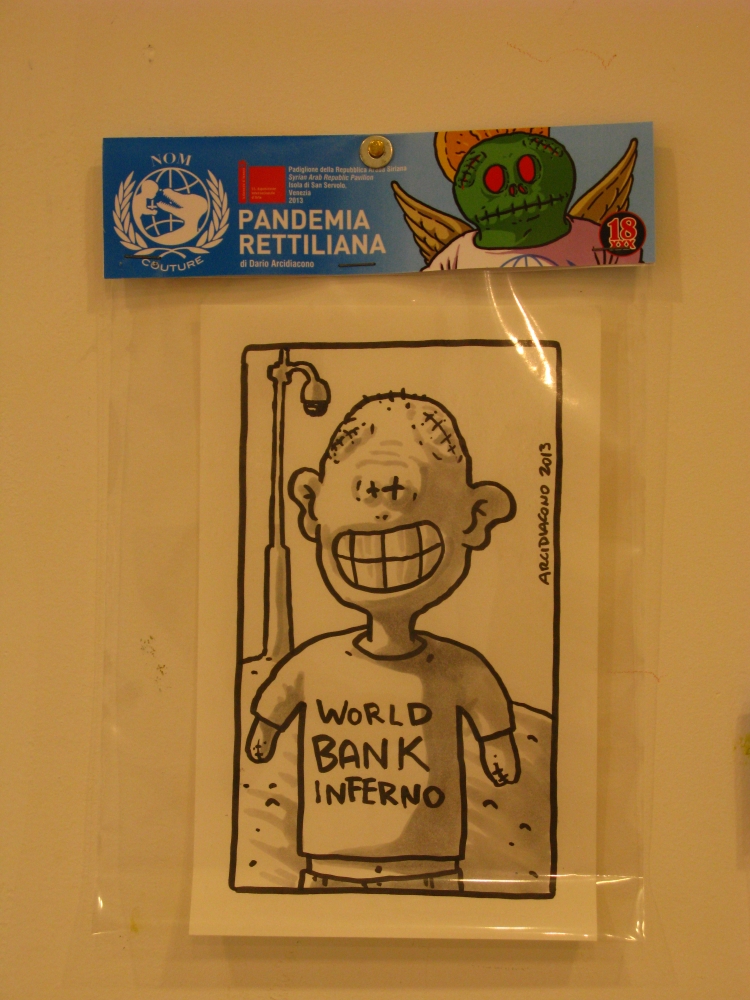 NOM
COUTURE
Padiglione della Repubblica Araba Siriana
Syrian Arab Republic Pavilion
Isola di San Servolo,
Venezia
2013
PANDEMIA
RETTILIANA
di Dario Arcidiacono
18
XXX
ARCIDIACONO 2013
WORLD
BANK
INFERNO